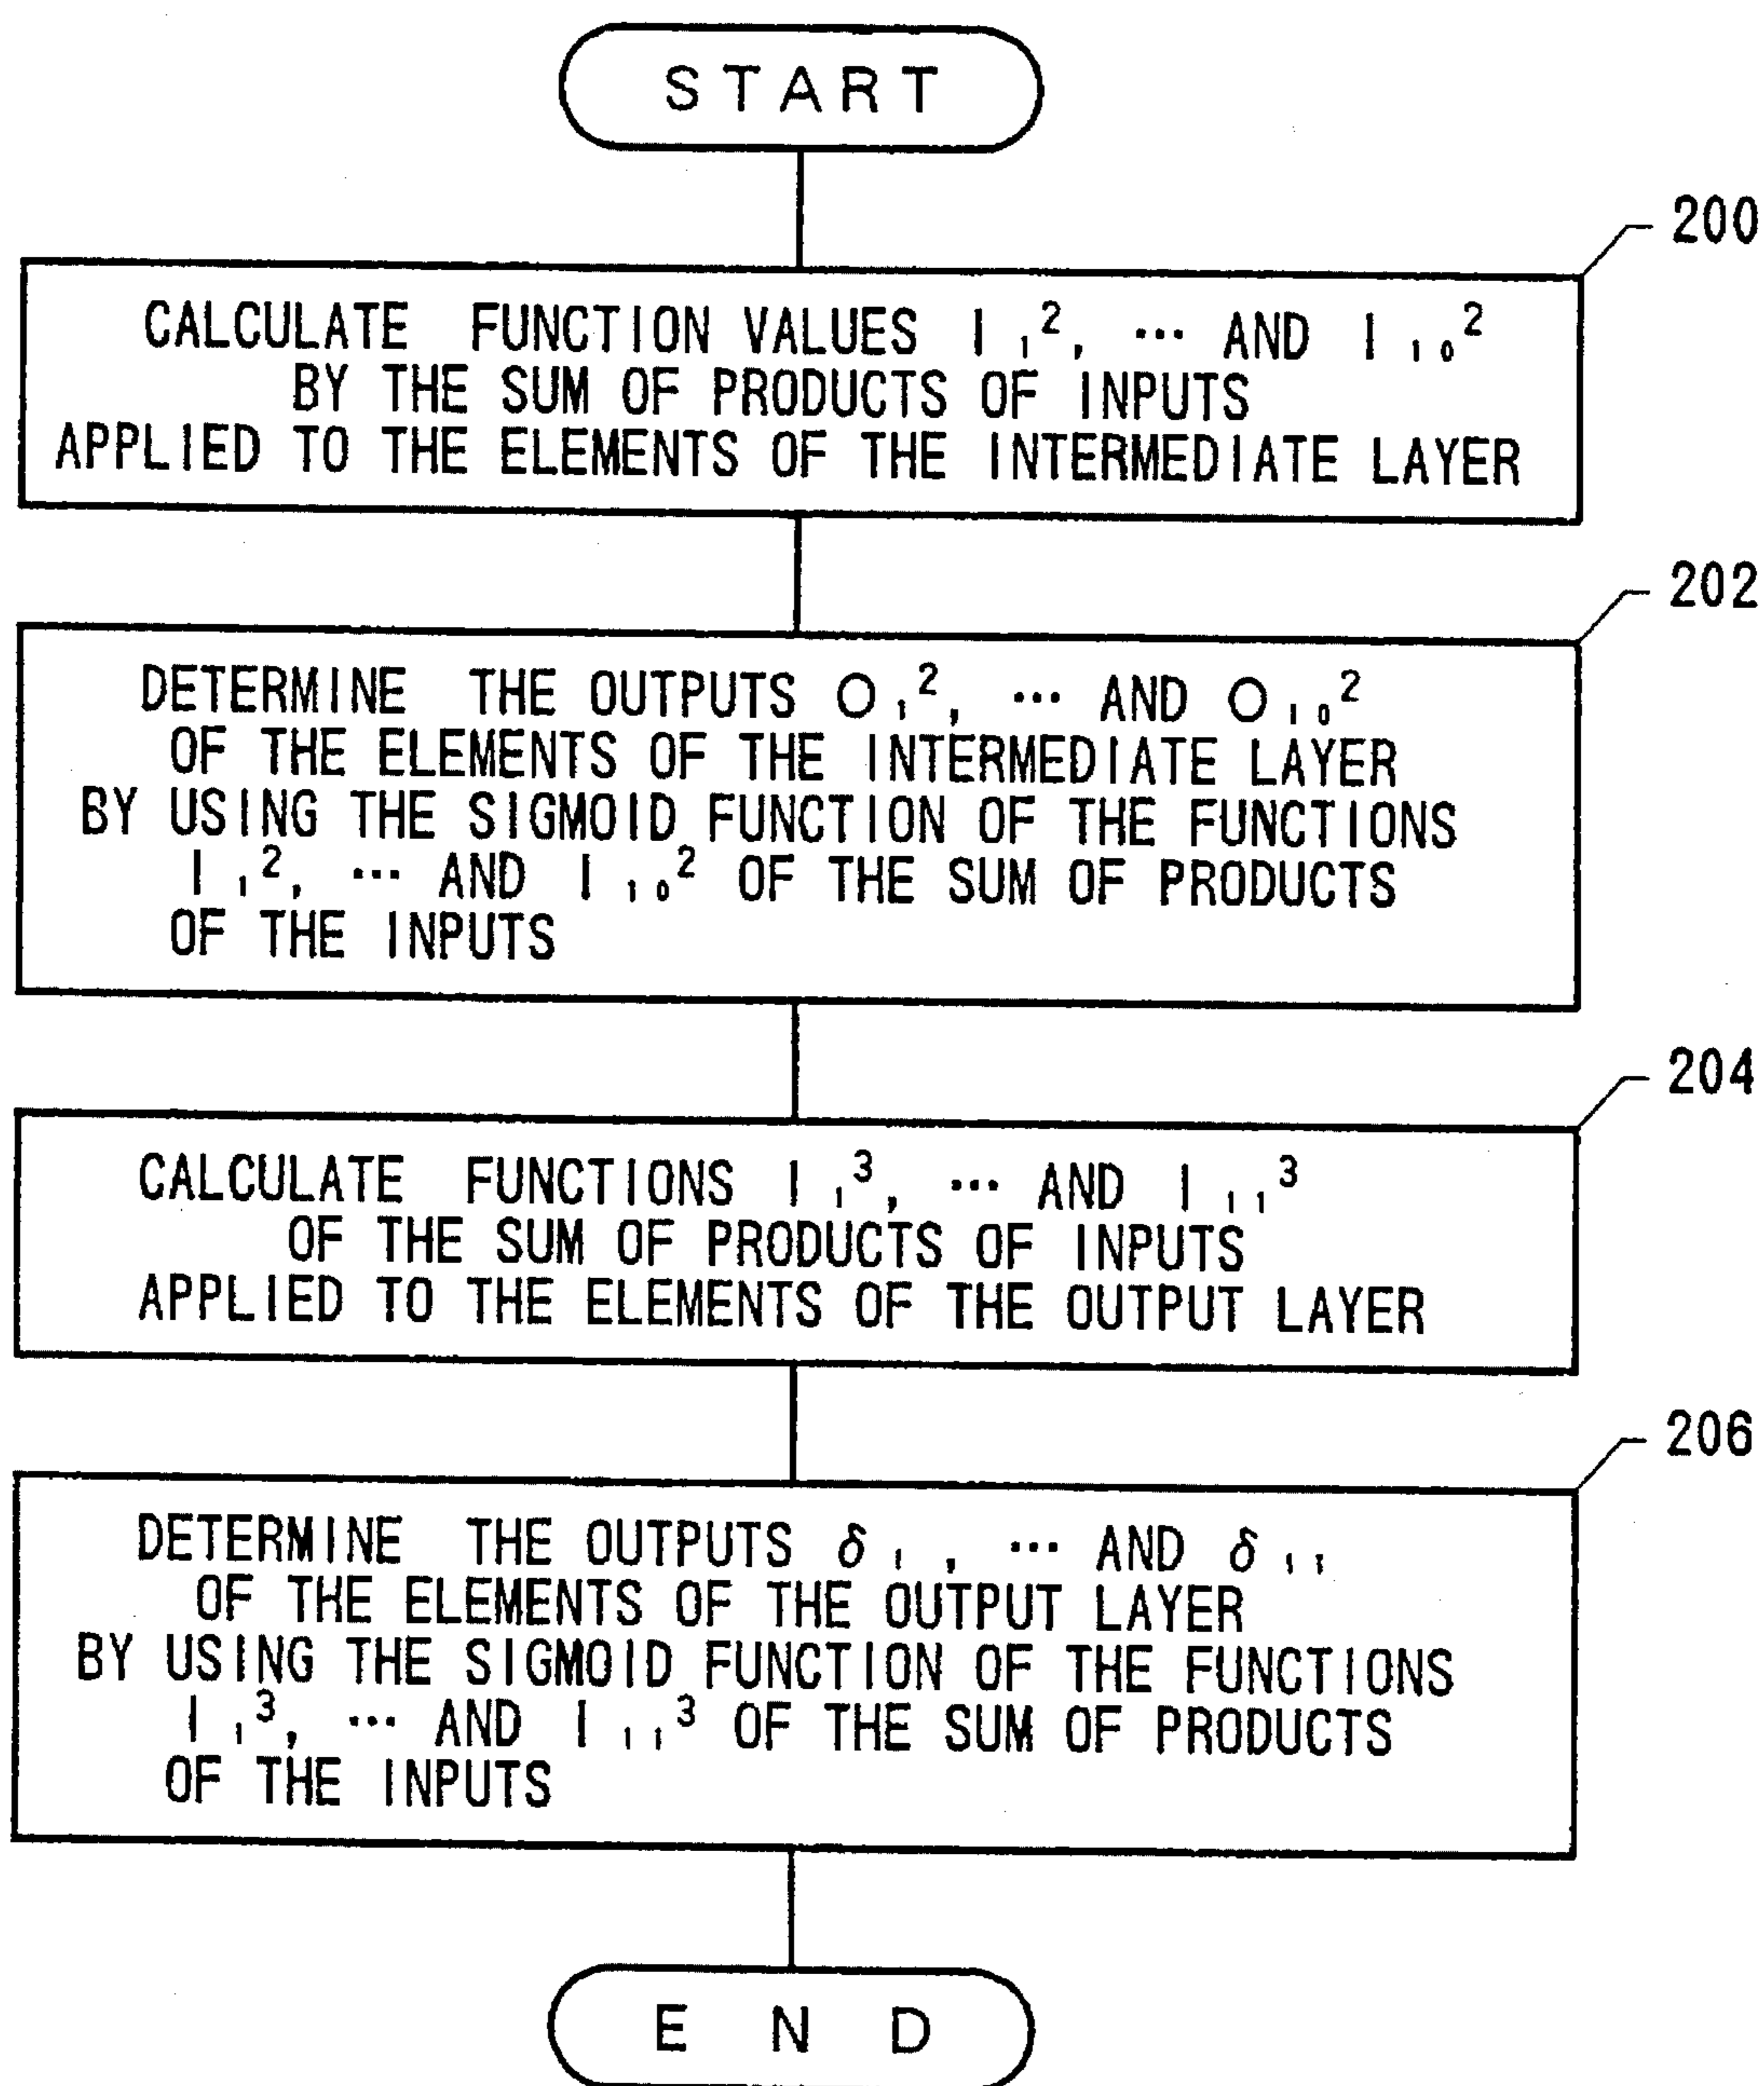 START
200
CALCULATE FUNCTION VALUES I₁², ··· AND I₁₀²
BY THE SUM OF PRODUCTS OF INPUTS
APPLIED TO THE ELEMENTS OF THE INTERMEDIATE LAYER
202
DETERMINE THE OUTPUTS O₁², ··· AND O₁₀²
OF THE ELEMENTS OF THE INTERMEDIATE LAYER
BY USING THE SIGMOID FUNCTION OF THE FUNCTIONS
I₁², ··· AND I₁₀² OF THE SUM OF PRODUCTS
OF THE INPUTS
204
CALCULATE FUNCTIONS I₁³, ··· AND I₁₁³
OF THE SUM OF PRODUCTS OF INPUTS
APPLIED TO THE ELEMENTS OF THE OUTPUT LAYER
206
DETERMINE THE OUTPUTS δ₁, ··· AND δ₁₁
OF THE ELEMENTS OF THE OUTPUT LAYER
BY USING THE SIGMOID FUNCTION OF THE FUNCTIONS
I₁³, ··· AND I₁₁³ OF THE SUM OF PRODUCTS
OF THE INPUTS
END